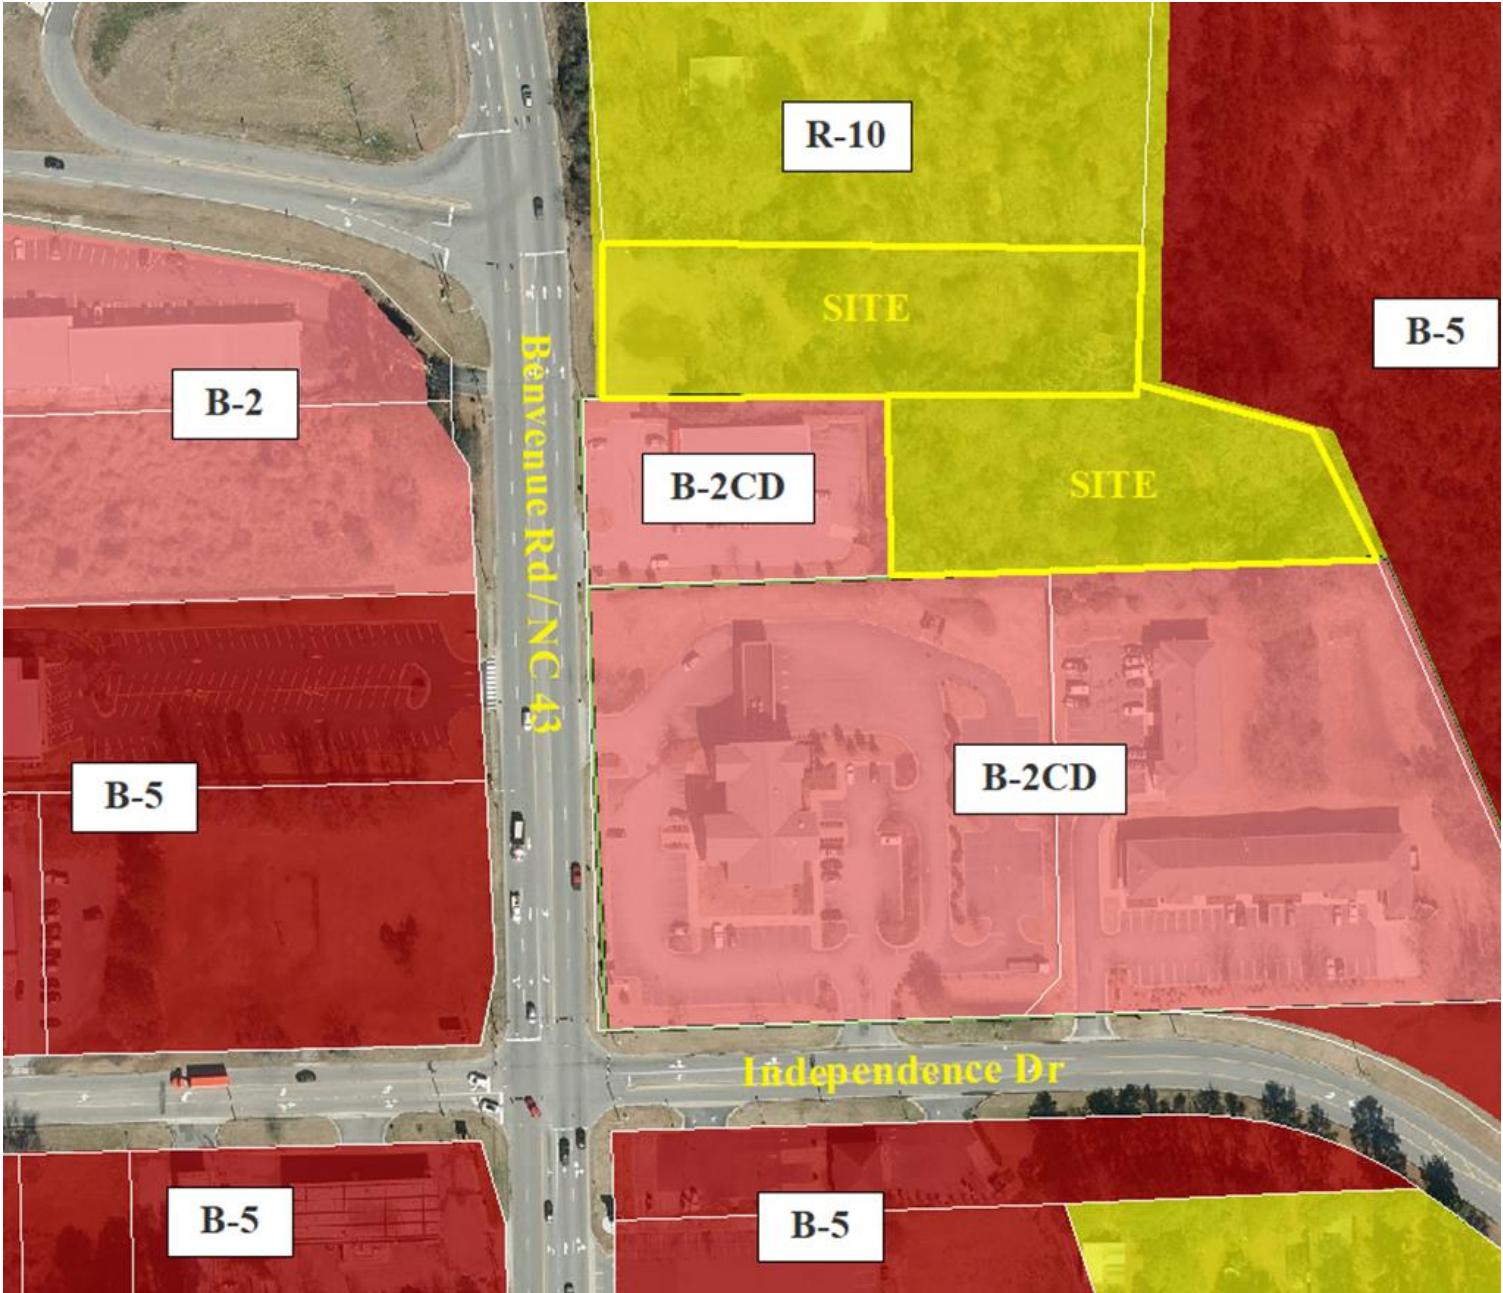 R-10
SITE
B-5
Benvenue Rd/NC 43
B-2
B-2CD
SITE
B-5
B-2CD
Independence Dr
B-5
B-5